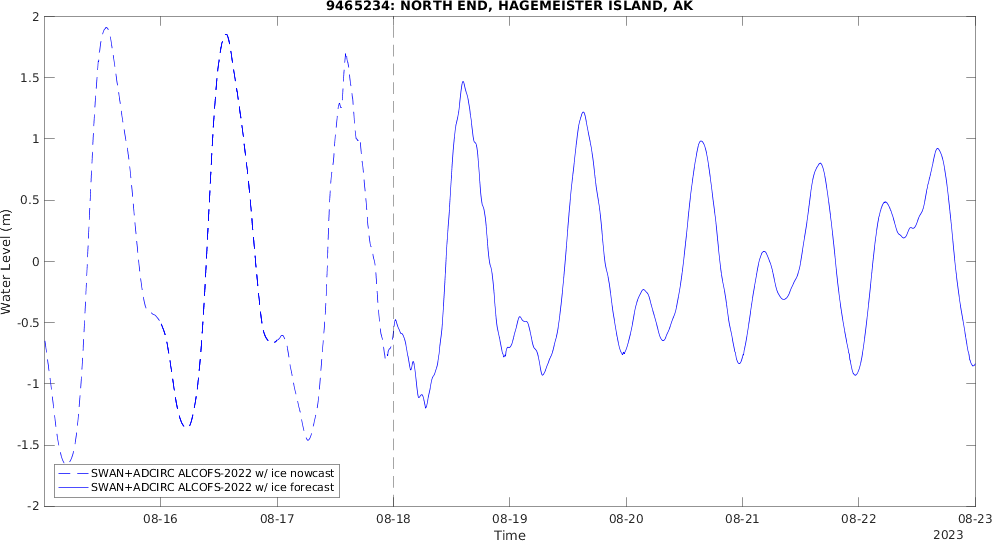 9465234: NORTH END, HAGEMEISTER ISLAND, AK
2
1.5
1
0.5
0
-0.5
-1
-1.5
-2
Water Level (m)
SWAN+ADCIRC ALCOFS-2022 w/ ice nowcast
SWAN+ADCIRC ALCOFS-2022 w/ ice forecast
08-16 08-17 08-18 08-19 08-20 08-21 08-22 08-23
Time
2023